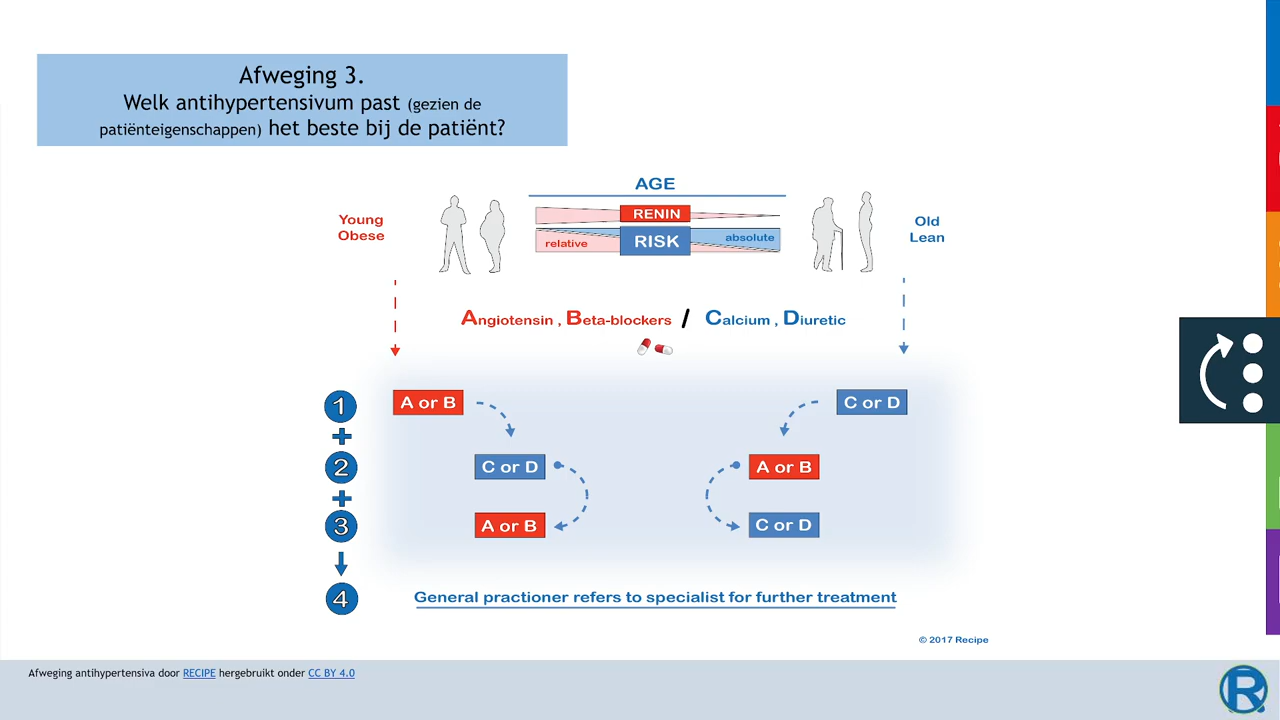 Afweging 3.
Welk antihypertensivum past (gezien de
patiënteigenschappen) het beste bij de patiënt?
AGE
Young
Obese
RENIN
relative
RISK
absolute
Old
Lean
Angiotensin , Beta-blockers / Calcium , Diuretic
1
A or B
C or D
+
2
C or D
A or B
+
3
A or B
C or D
4
General practioner refers to specialist for further treatment
© 2017 Recipe
Afweging antihypertensiva door RECIPE hergebruikt onder CC BY 4.0
R